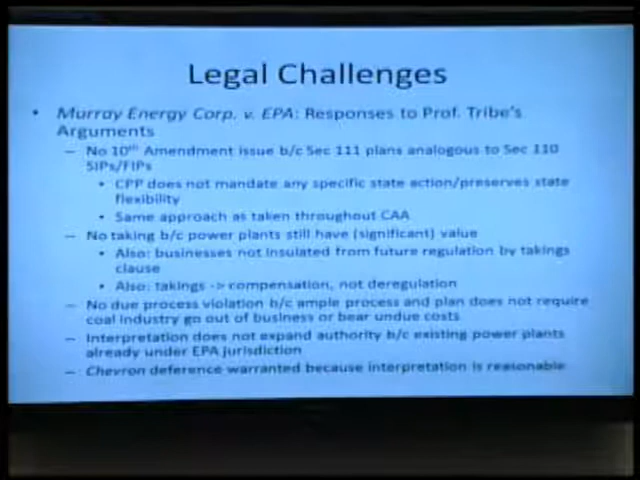 Legal Challenges
• Murray Energy Corp. v. EPA: Responses to Prof. Tribe's
Arguments
– No 10th Amendment issue b/c Sec 111 plans analogous to Sec 110
SIPs/FIPs
• CPP does not mandate any specific state action/preserves state
flexibility
• Same approach as taken throughout CAA
– No taking b/c power plants still have (significant) value
• Also: businesses not insulated from future regulation by takings
clause
• Also: takings -> compensation, not deregulation
– No due process violation b/c ample process and plan does not require
coal industry go out of business or bear undue costs
– Interpretation does not expand authority b/c existing power plants
already under EPA jurisdiction
– Chevron deference warranted because interpretation is reasonable